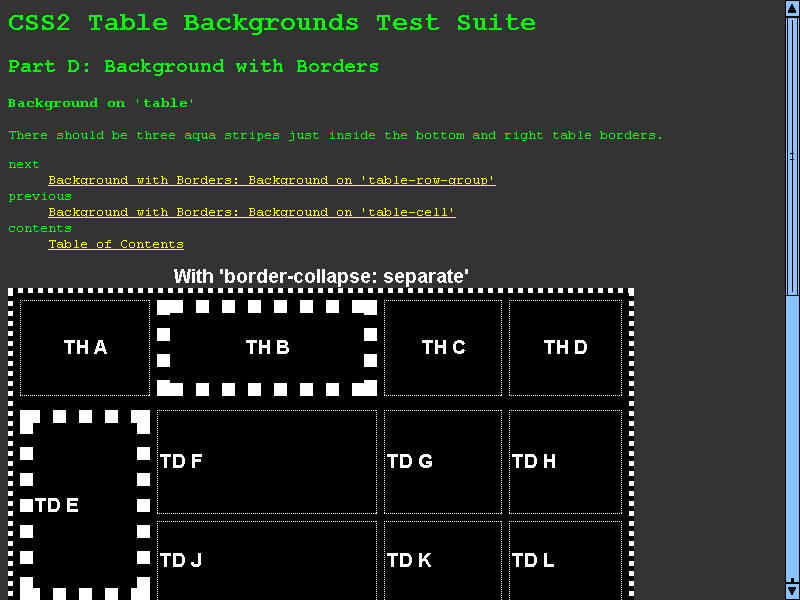 CSS2 Table Backgrounds Test Suite
Part D: Background with Borders
Background on 'table'
There should be three aqua stripes just inside the bottom and right table borders.
next
Background with Borders: Background on 'table-row-group'
previous
Background with Borders: Background on 'table-cell'
contents
Table of Contents
With 'border-collapse: separate'
TH A TH B TH C TH D
TD F TD G TD H
TD E
TD J TD K TD L